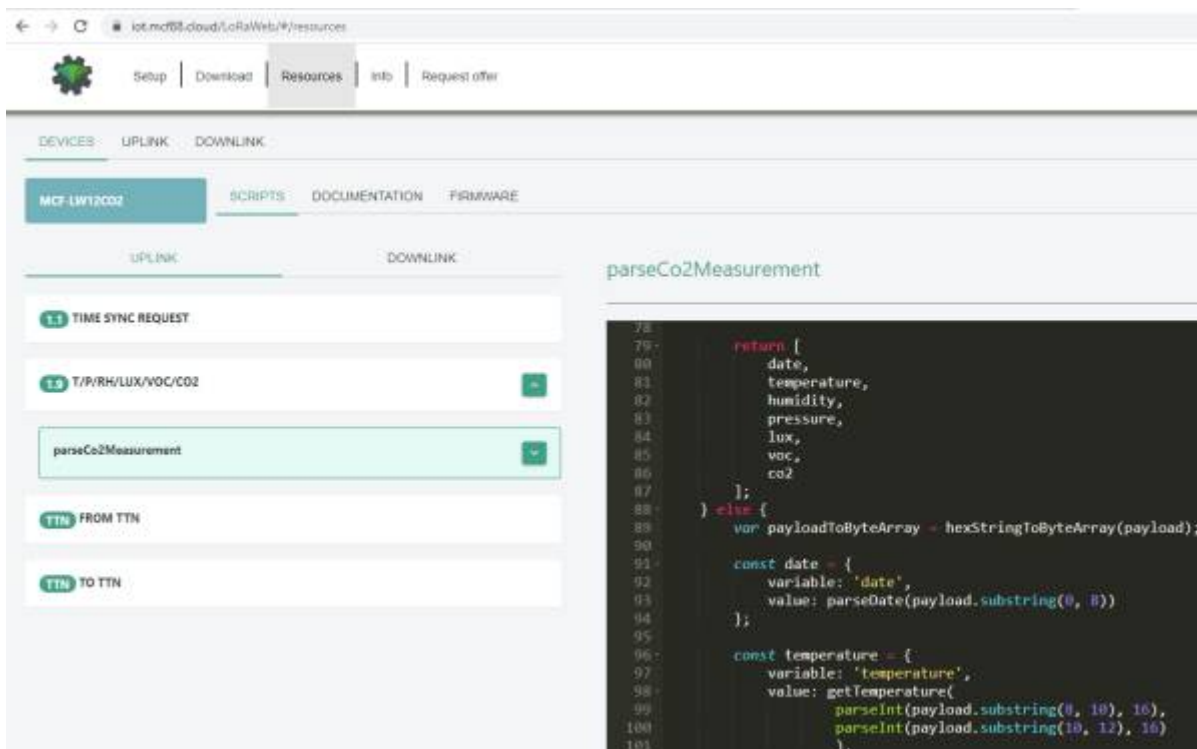 iot.mcf88.cloud/LoRaWeb/#/resources
Setup Download Resources Info Request offer
DEVICES UPLINK DOWNLINK
MCF-LW12CO2 SCRIPTS DOCUMENTATION FIRMWARE
UPLINK DOWNLINK
parseCo2Measurement
1.1 TIME SYNC REQUEST
1.9 T/P/RH/LUX/VOC/CO2
parseCo2Measurement
TTN FROM TTN
TTN TO TTN
78
79 return [
80 date,
81 temperature,
82 humidity,
83 pressure,
84 lux,
85 voc,
86 co2
87 ];
88 } else {
89 var payloadToByteArray = hexStringToByteArray(payload);
90
91 const date = {
92 variable: 'date',
93 value: parseDate(payload.substring(0, 8))
94 };
95
96 const temperature = {
97 variable: 'temperature',
98 value: getTemperature(
99 parseInt(payload.substring(8, 10), 16),
100 parseInt(payload.substring(10, 12), 16)
101 )